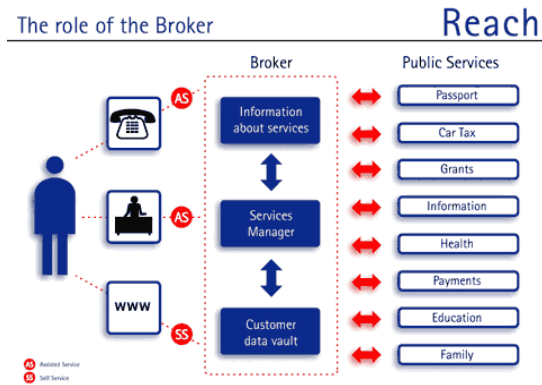 The role of the Broker
Reach
Broker
Public Services
AS
Information
about services
Passport
Car Tax
Grants
AS
Services
Manager
Information
Health
www
SS
Customer
data vault
Payments
Education
Family
AS Assisted Service
SS Self Service